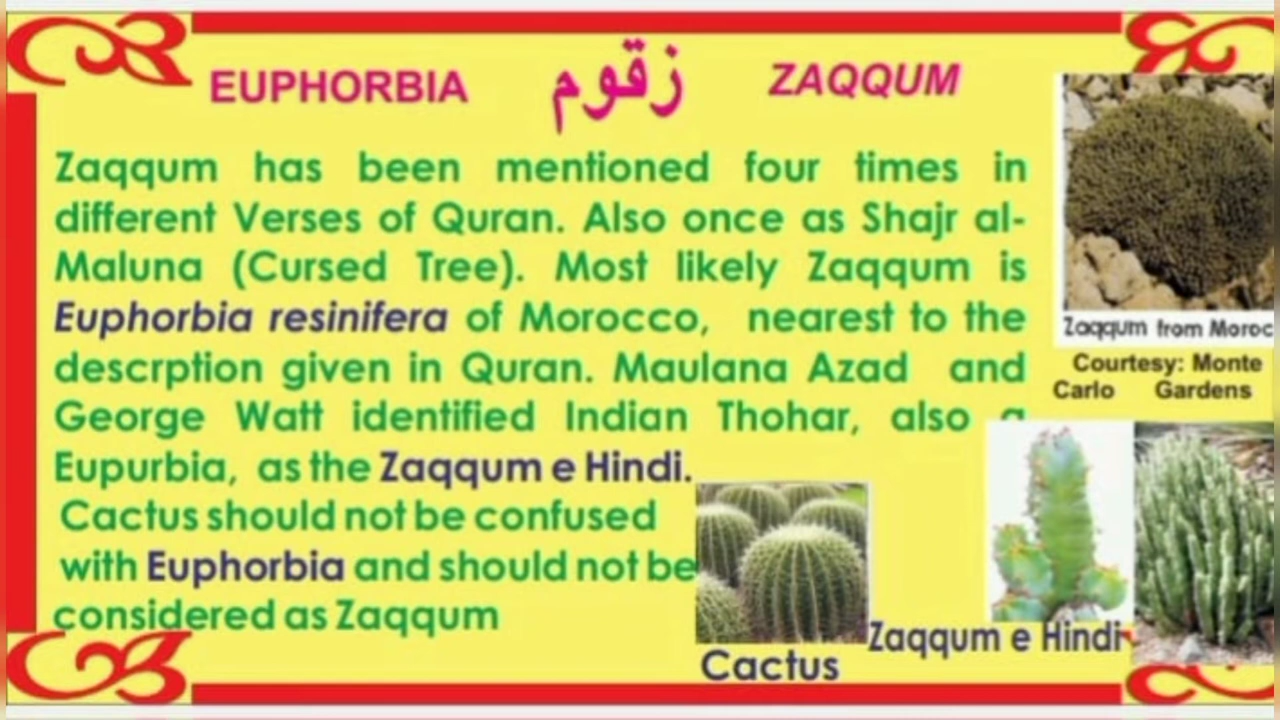 EUPHORBIA زقوم ZAQQUM
Zaqqum has been mentioned four times in
different Verses of Quran. Also once as Shajr al-
Maluna (Cursed Tree). Most likely Zaqqum is
Euphorbia resinifera of Morocco, nearest to the
descrption given in Quran. Maulana Azad and
George Watt identified Indian Thohar, also a
Eupurbia, as the Zaqqum e Hindi.
Cactus should not be confused
with Euphorbia and should not be
considered as Zaqqum
Zaqqum from Moroc
Courtesy: Monte
Carlo Gardens
Cactus
Zaqqum e Hindi